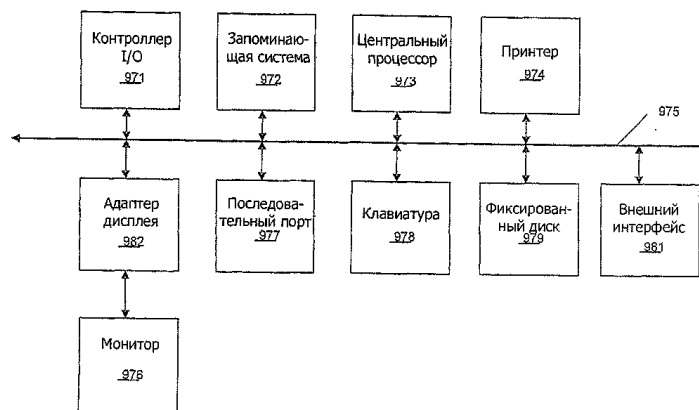 Контроллер
I/O
971
Запоминаю-
щая система
972
Центральный
процессор
973
Принтер
974
975
Адаптер
дисплея
982
Последова-
тельный порт
977
Клавиатура
978
Фиксирован-
ный диск
979
Внешний
интерфейс
981
Монитор
976